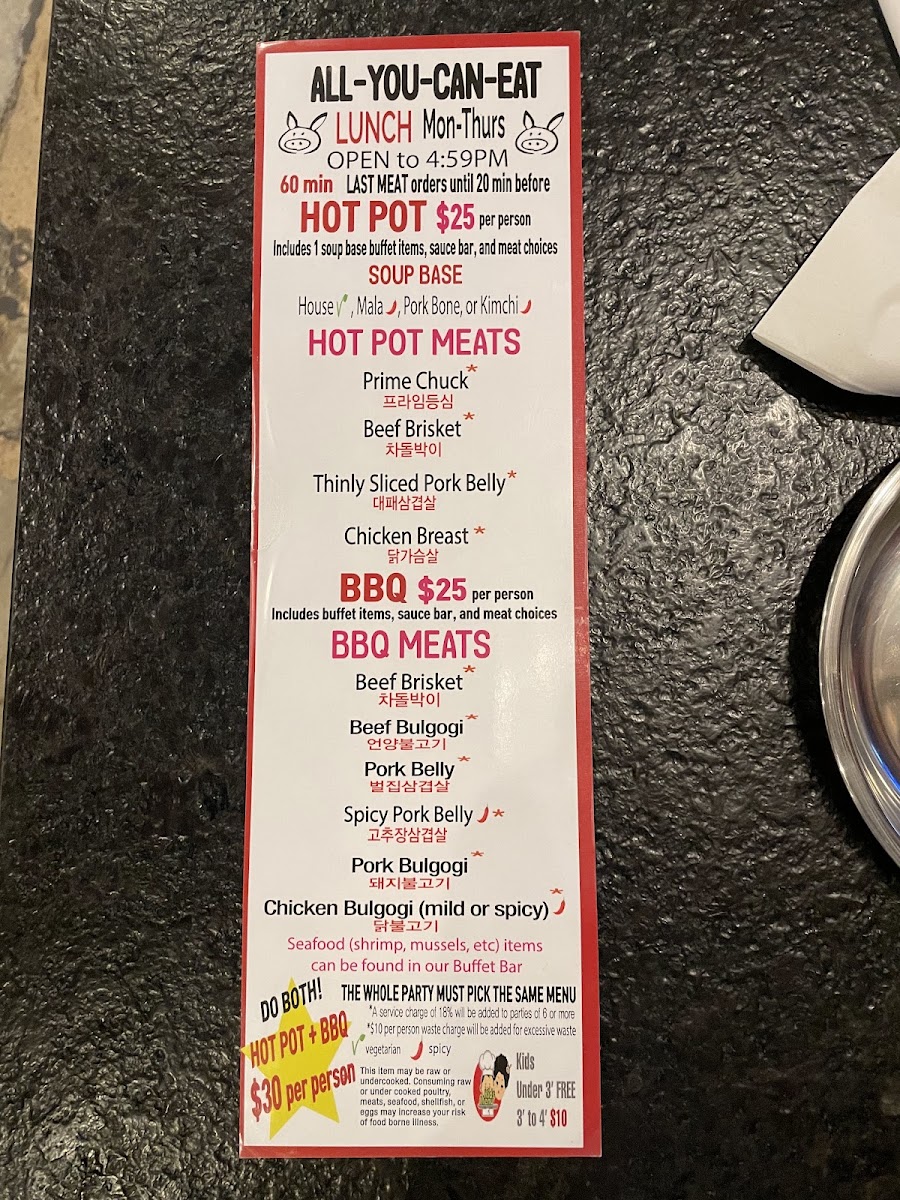 ALL-YOU-CAN-EAT
LUNCH Mon-Thurs
OPEN to 4:59PM
60 min LAST MEAT orders until 20 min before
HOT POT $25 per person
Includes 1 soup base buffet items, sauce bar, and meat choices
SOUP BASE
House, Mala, Pork Bone, or Kimchi
HOT POT MEATS
Prime Chuck*
프라임등심
Beef Brisket*
차돌박이
Thinly Sliced Pork Belly*
대패삼겹살
Chicken Breast *
닭가슴살
BBQ $25 per person
Includes buffet items, sauce bar, and meat choices
BBQ MEATS
Beef Brisket*
차돌박이
Beef Bulgogi*
언양불고기
Pork Belly*
벌집삼겹살
Spicy Pork Belly *
고추장삼겹살
Pork Bulgogi*
돼지불고기
Chicken Bulgogi (mild or spicy)*
닭불고기
Seafood (shrimp, mussels, etc) items
can be found in our Buffet Bar
DO BOTH!
HOT POT + BBQ
$30 per person
THE WHOLE PARTY MUST PICK THE SAME MENU
*A service charge of 18% will be added to parties of 6 or more
*$10 per person waste charge will be added for excessive waste
vegetarian spicy
This item may be raw or
undercooked. Consuming raw
or under cooked poultry,
meats, seafood, shellfish, or
eggs may increase your risk
of food borne illness.
Kids
Under 3' FREE
3' to 4' $10